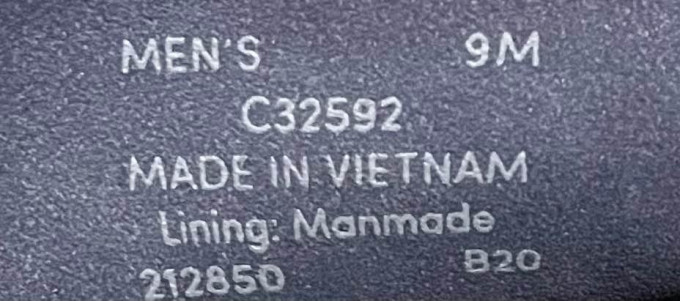 MEN'S 9M
C32592
MADE IN VIETNAM
Lining: Manmade
212850 B20